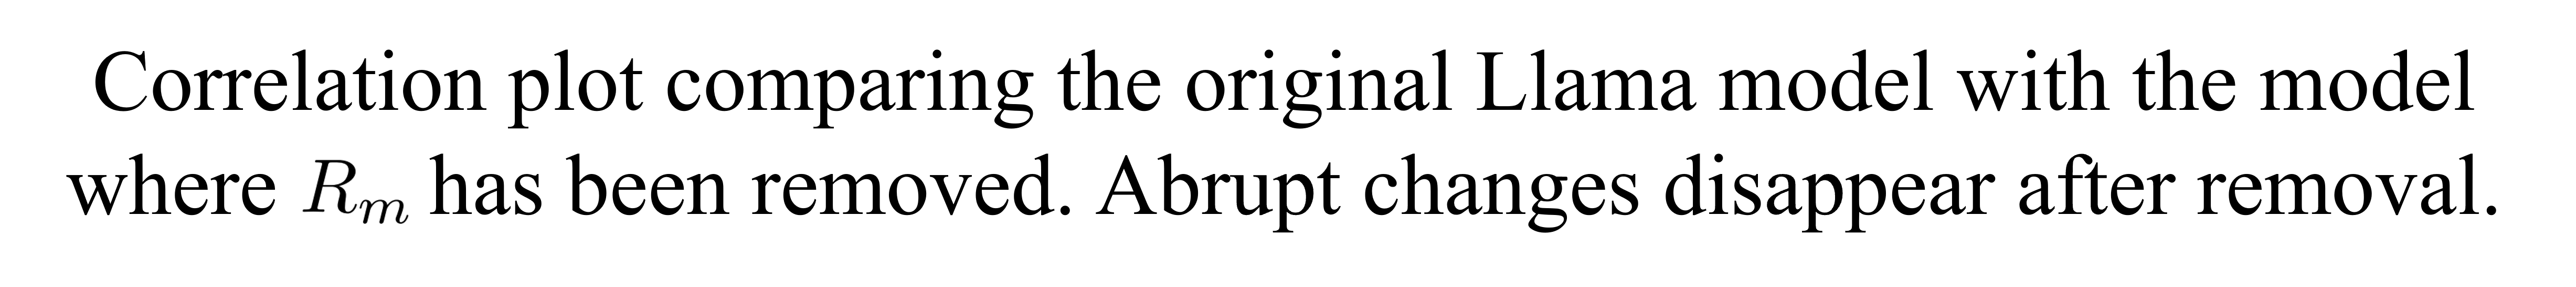 Correlation plot comparing the original Llama model with the model
where $R_m$ has been removed. Abrupt changes disappear after removal.